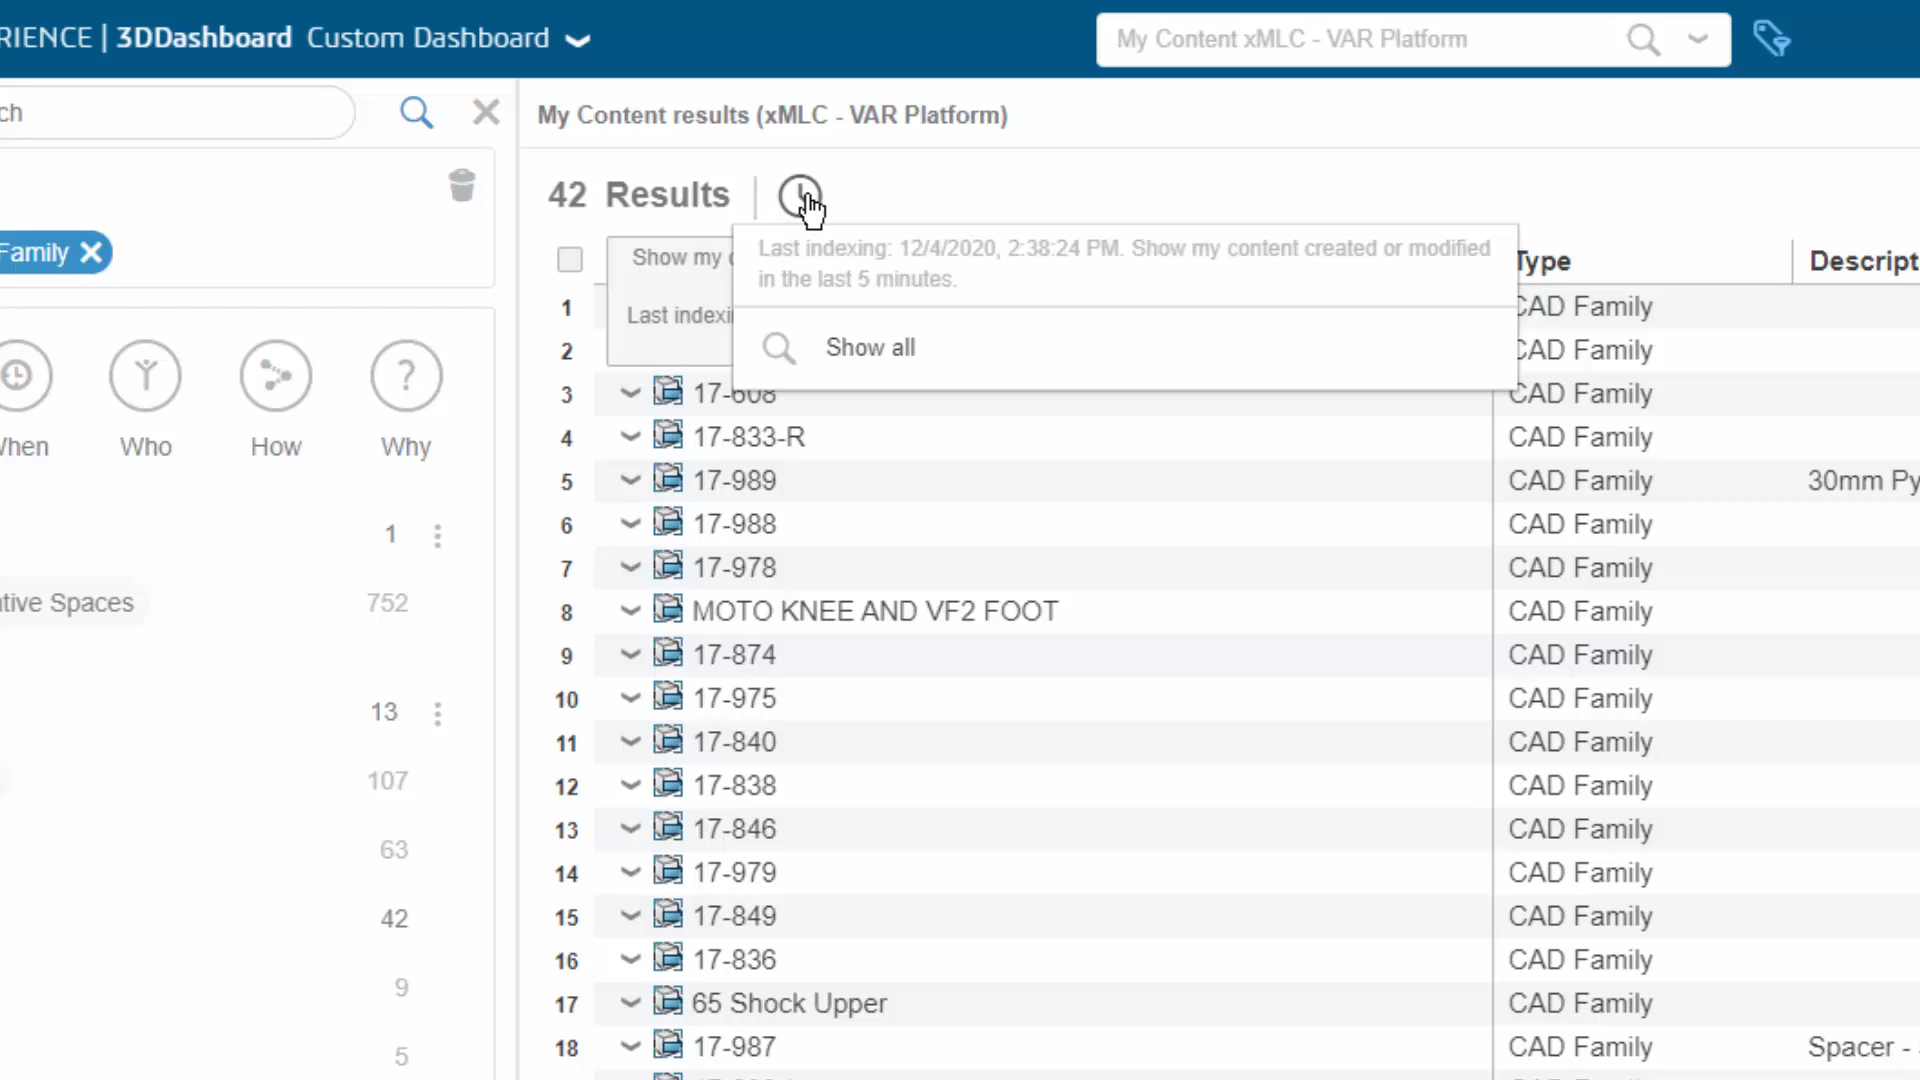 RIENCE | 3DDashboard Custom Dashboard
My Content xMLC - VAR Platform
ch
My Content results (xMLC - VAR Platform)
42 Results
Family
Show my
Last indexing: 12/4/2020, 2:38:24 PM. Show my content created or modified
in the last 5 minutes.
Type
Descript
Last indexi
Show all
1 CAD Family
2 CAD Family
3 17-608 CAD Family
4 17-833-R CAD Family
5 17-989 CAD Family 30mm Py
6 17-988 CAD Family
7 17-978 CAD Family
8 MOTO KNEE AND VF2 FOOT CAD Family
9 17-874 CAD Family
10 17-975 CAD Family
11 17-840 CAD Family
12 17-838 CAD Family
13 17-846 CAD Family
14 17-979 CAD Family
15 17-849 CAD Family
16 17-836 CAD Family
17 65 Shock Upper CAD Family
18 17-987 CAD Family Spacer -
When
Who
How
Why
?
1
ative Spaces 752
13
107
63
42
9
5